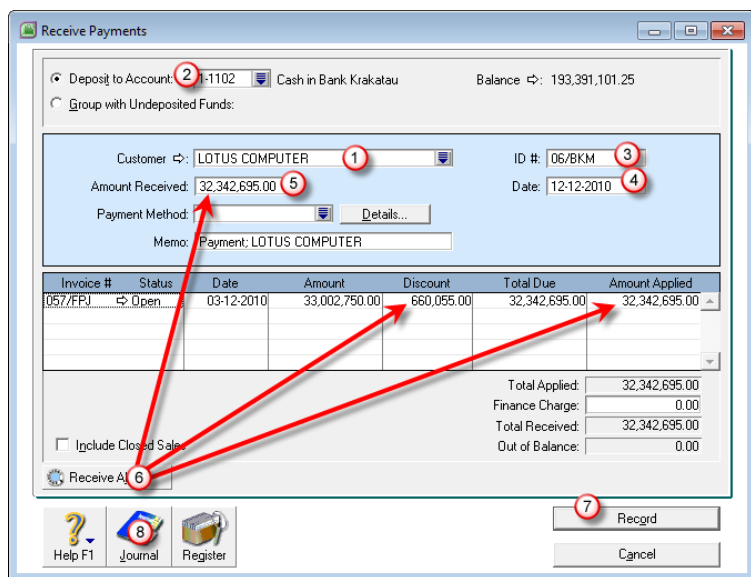 Receive Payments
Deposit to Account: 2 1-1102 Cash in Bank Krakatau Balance ⇨: 193,391,101.25
Group with Undeposited Funds:
Customer ⇨: LOTUS COMPUTER 1 ID #: 06/BKM 3
Amount Received: 32,342,695.00 5 Date: 12-12-2010 4
Payment Method: Details...
Memo: Payment; LOTUS COMPUTER
Invoice # Status Date Amount Discount Total Due Amount Applied
057/FPJ ⇨ Open 03-12-2010 33,002,750.00 660,055.00 32,342,695.00 32,342,695.00
Total Applied: 32,342,695.00
Finance Charge: 0.00
Total Received: 32,342,695.00
Include Closed Sales Out of Balance: 0.00
Receive 6
7 Record
8
Help F1 Journal Register Cancel